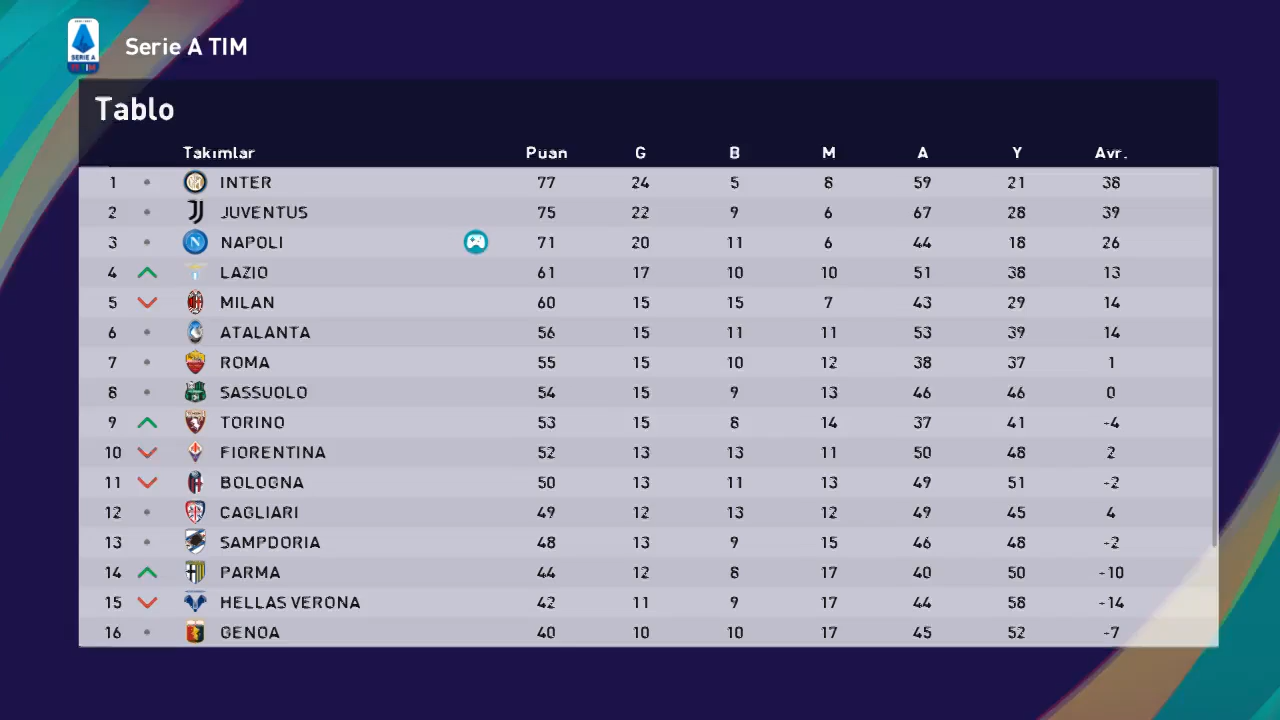 Serie A TIM
SERIE A
TIM
Tablo
Takımlar Puan G B M A Y Avr.
1 INTER 77 24 5 8 59 21 38
2 JUVENTUS 75 22 9 6 67 28 39
3 NAPOLI 71 20 11 6 44 18 26
4 LAZIO 61 17 10 10 51 38 13
5 MILAN 60 15 15 7 43 29 14
6 ATALANTA 56 15 11 11 53 39 14
7 ROMA 55 15 10 12 38 37 1
8 SASSUOLO 54 15 9 13 46 46 0
9 TORINO 53 15 8 14 37 41 -4
10 FIORENTINA 52 13 13 11 50 48 2
11 BOLOGNA 50 13 11 13 49 51 -2
12 CAGLIARI 49 12 13 12 49 45 4
13 SAMPDORIA 48 13 9 15 46 48 -2
14 PARMA 44 12 8 17 40 50 -10
15 HELLAS VERONA 42 11 9 17 44 58 -14
16 GENOA 40 10 10 17 45 52 -7